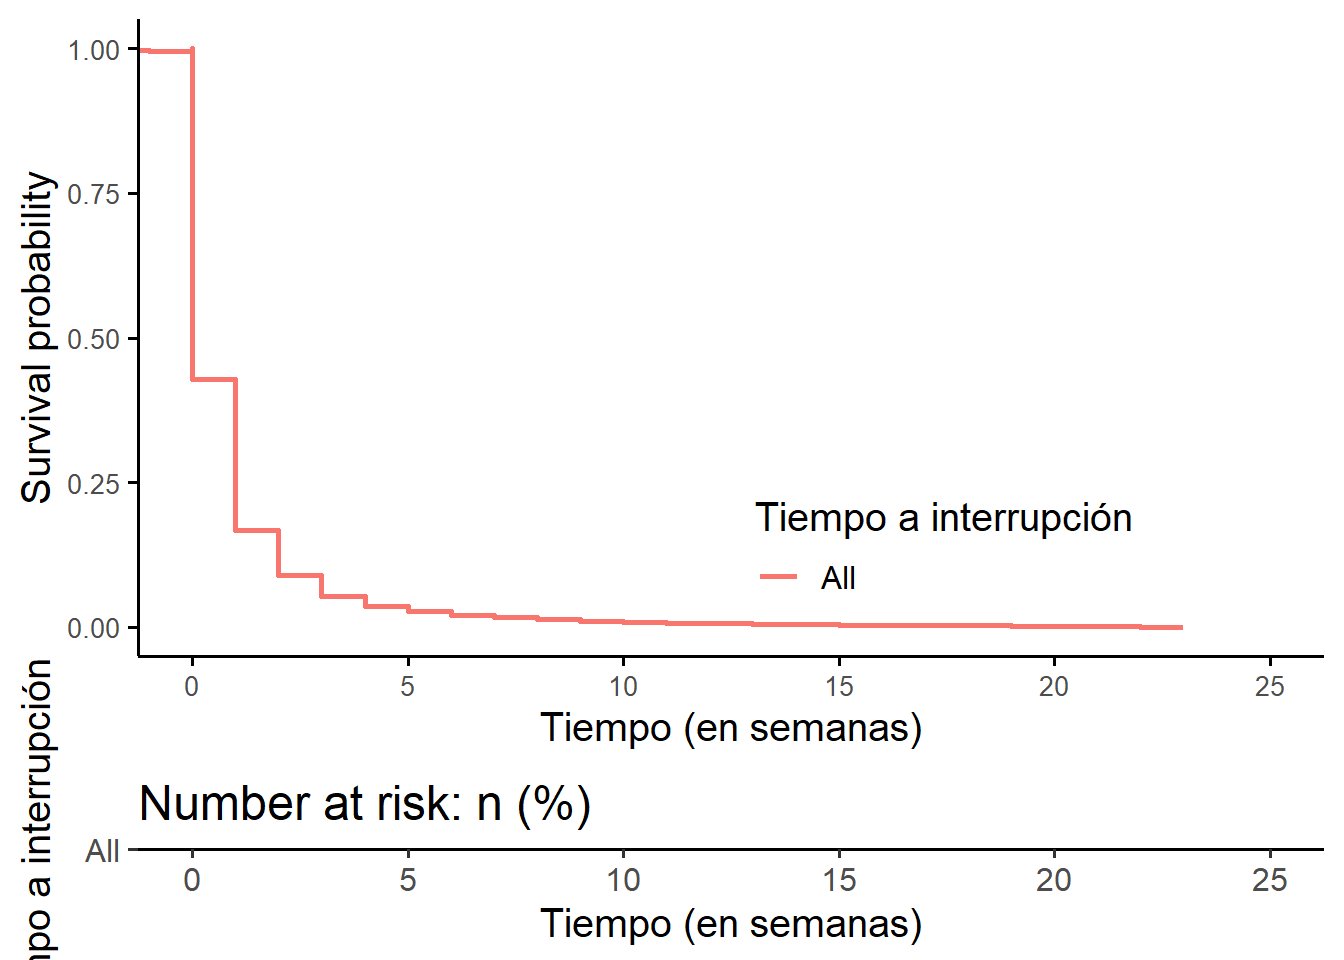 Survival probability
1.00
0.75
0.50
0.25
0.00
Tiempo a interrupción
All
0 5 10 15 20 25
Tiempo (en semanas)
Number at risk: n (%)
a interrupción
All
0 5 10 15 20 25
Tiempo (en semanas)